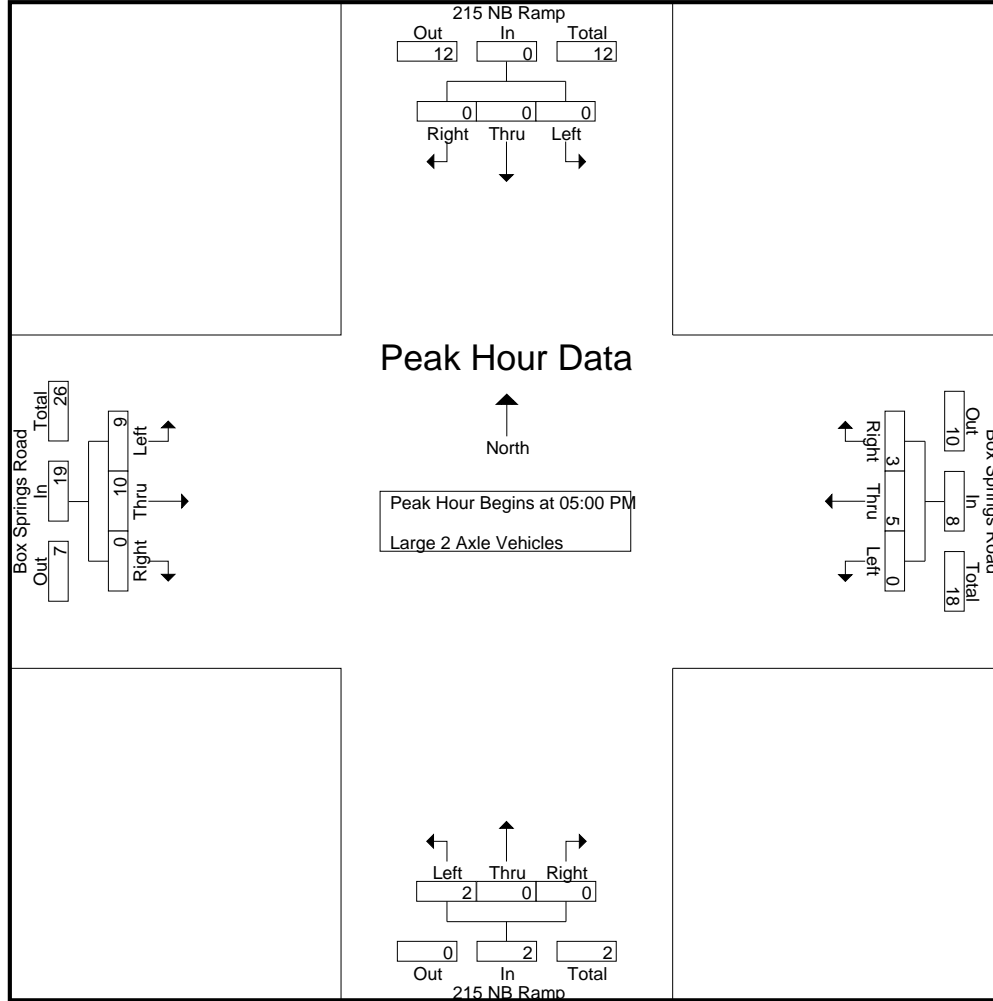 215 NB Ramp
Out In Total
12 0 12
0 0 0
Right Thru Left
Peak Hour Data
North
Peak Hour Begins at 05:00 PM
Large 2 Axle Vehicles
Box Springs Road
Total In Out
26 19 7
9 10 0
Left Thru Right
Right Thru Left
3 5 0
Out In Total
10 8 18
Box Springs Road
Left Thru Right
2 0 0
0 2 2
Out In Total
215 NB Ramp